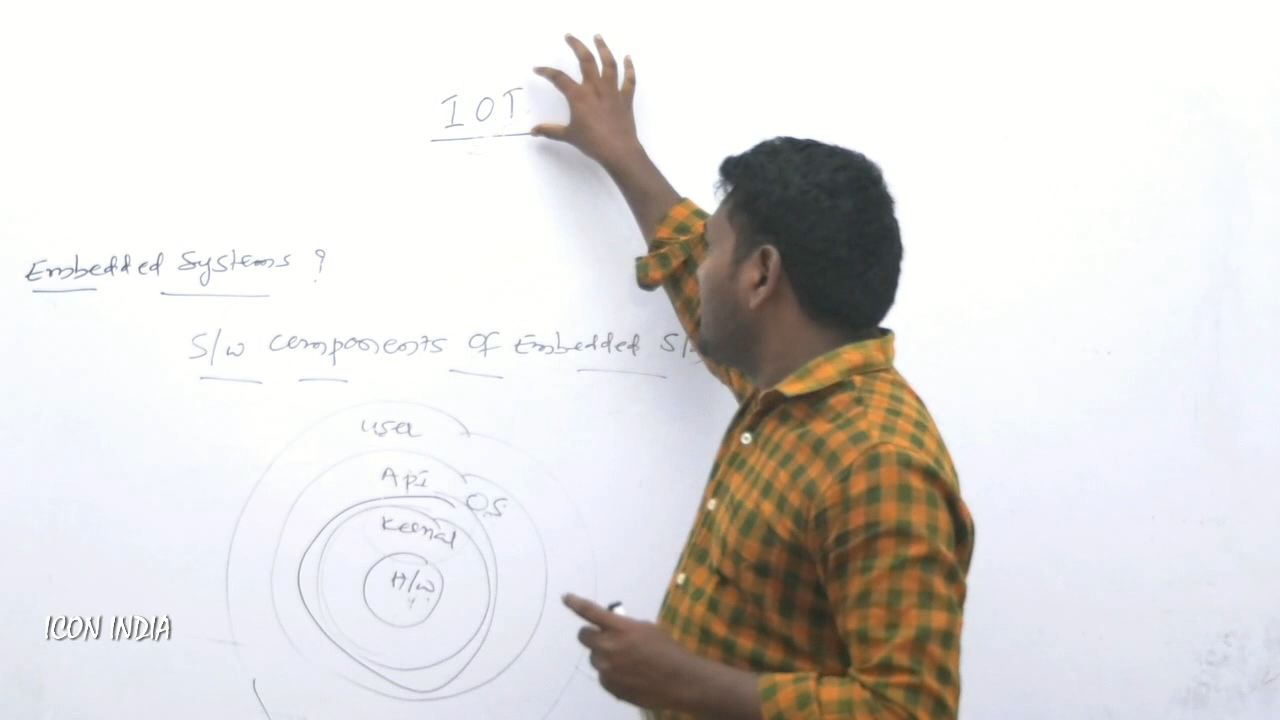 IOT
Embedded Systems ?
S/w components of Embedded
user
Api
OS
Kernal
H/w
ICON INDIA